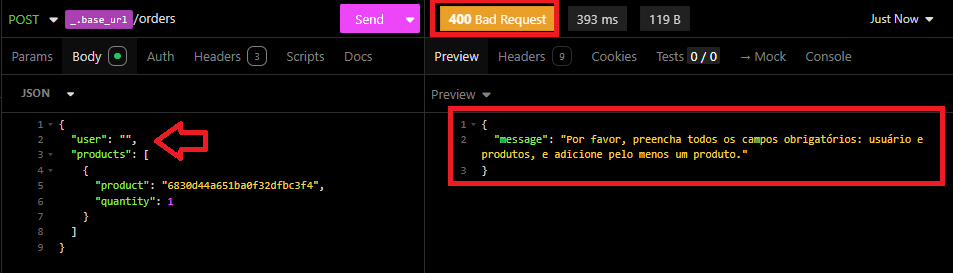 POST _.base_url/orders Send 400 Bad Request 393 ms 119 B Just Now
Params Body Auth Headers 3 Scripts Docs Preview Headers 9 Cookies Tests 0 / 0 → Mock Console
JSON
1 {
2 "user": "",
3 "products": [
4 {
5 "product": "6830d44a651ba0f32dfbc3f4",
6 "quantity": 1
7 }
8 ]
9 }
Preview
1 {
2 "message": "Por favor, preencha todos os campos obrigatórios: usuário e
produtos, e adicione pelo menos um produto."
3 }